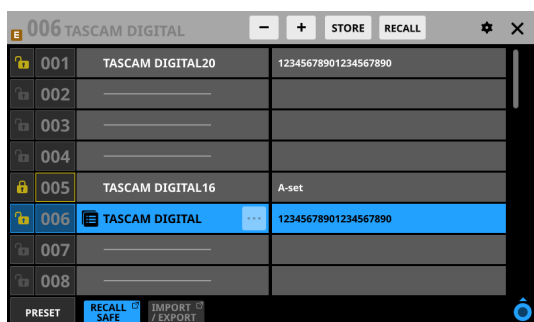 E 006 TASCAM DIGITAL − + STORE RECALL
001 TASCAM DIGITAL20 12345678901234567890
002
003
004
005 TASCAM DIGITAL16 A-set
006 TASCAM DIGITAL ... 12345678901234567890
007
008
PRESET RECALL SAFE IMPORT / EXPORT